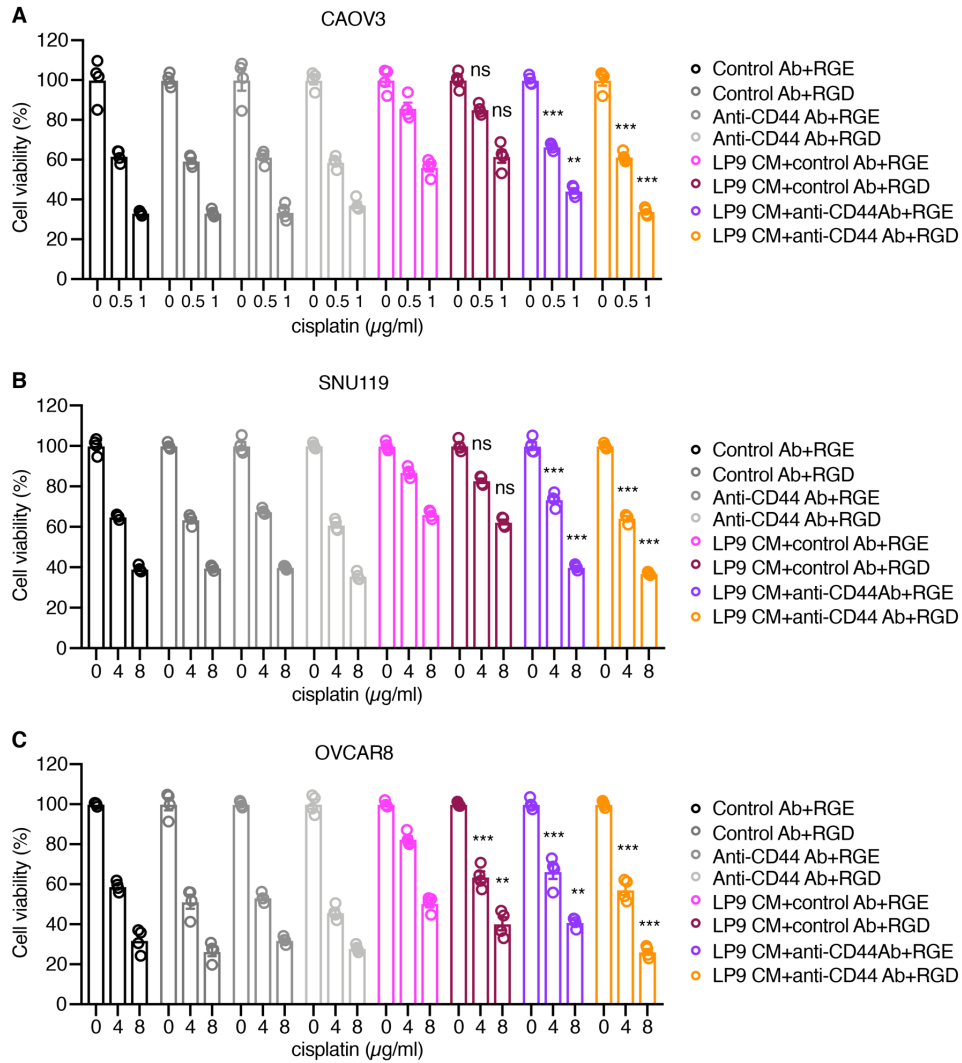 A
CAOV3
Cell viability (%)
120
100
80
60
40
20
0
ns
ns
***
**
***
***
0 0.5 1 0 0.5 1 0 0.5 1 0 0.5 1 0 0.5 1 0 0.5 1 0 0.5 1 0 0.5 1
cisplatin (µg/ml)
Control Ab+RGE
Control Ab+RGD
Anti-CD44 Ab+RGE
Anti-CD44 Ab+RGD
LP9 CM+control Ab+RGE
LP9 CM+control Ab+RGD
LP9 CM+anti-CD44Ab+RGE
LP9 CM+anti-CD44 Ab+RGD
B
SNU119
Cell viability (%)
120
100
80
60
40
20
0
ns
ns
***
***
***
***
0 4 8 0 4 8 0 4 8 0 4 8 0 4 8 0 4 8 0 4 8 0 4 8
cisplatin (µg/ml)
Control Ab+RGE
Control Ab+RGD
Anti-CD44 Ab+RGE
Anti-CD44 Ab+RGD
LP9 CM+control Ab+RGE
LP9 CM+control Ab+RGD
LP9 CM+anti-CD44Ab+RGE
LP9 CM+anti-CD44 Ab+RGD
C
OVCAR8
Cell viability (%)
120
100
80
60
40
20
0
***
**
***
**
***
***
0 4 8 0 4 8 0 4 8 0 4 8 0 4 8 0 4 8 0 4 8 0 4 8
cisplatin (µg/ml)
Control Ab+RGE
Control Ab+RGD
Anti-CD44 Ab+RGE
Anti-CD44 Ab+RGD
LP9 CM+control Ab+RGE
LP9 CM+control Ab+RGD
LP9 CM+anti-CD44Ab+RGE
LP9 CM+anti-CD44 Ab+RGD